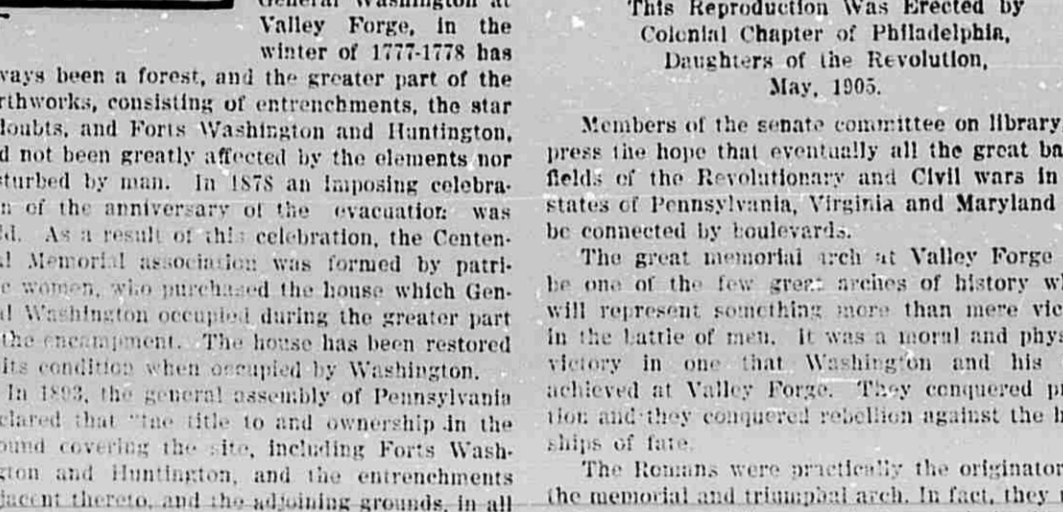 General Washington at
Valley Forge, in the
winter of 1777-1778 has
ways been a forest, and the greater part of the
rthworks, consisting of entrenchments, the star
doubts, and Forts Washington and Huntington,
d not been greatly affected by the elements nor
sturbed by man. In 1878 an imposing celebra-
n of the anniversary of the evacuation was
ld. As a result of this celebration, the Centen-
al Memorial association was formed by patri-
c women, who purchased the house which Gen-
al Washington occupied during the greater part
the encampment. The house has been restored
its condition when occupied by Washington.
In 1893, the general assembly of Pennsylvania
clared that "the title to and ownership in the
ound covering the site, including Forts Wash-
gton and Huntington, and the entrenchments
jacent thereto, and the adjoining grounds, in all
This Reproduction Was Erected by
Colonial Chapter of Philadelphia,
Daughters of the Revolution,
May, 1905.
Members of the senate committee on library
press the hope that eventually all the great ba
fields of the Revolutionary and Civil wars in
states of Pennsylvania, Virginia and Maryland
be connected by boulevards.
The great memorial arch at Valley Forge
be one of the few great arches of history w
will represent something more than mere vic
in the battle of men. It was a moral and phys
victory in one that Washington and his
achieved at Valley Forge. They conquered p
tion and they conquered rebellion against the h
ships of fate.
The Romans were practically the originator
the memorial and triumphal arch. In fact, they